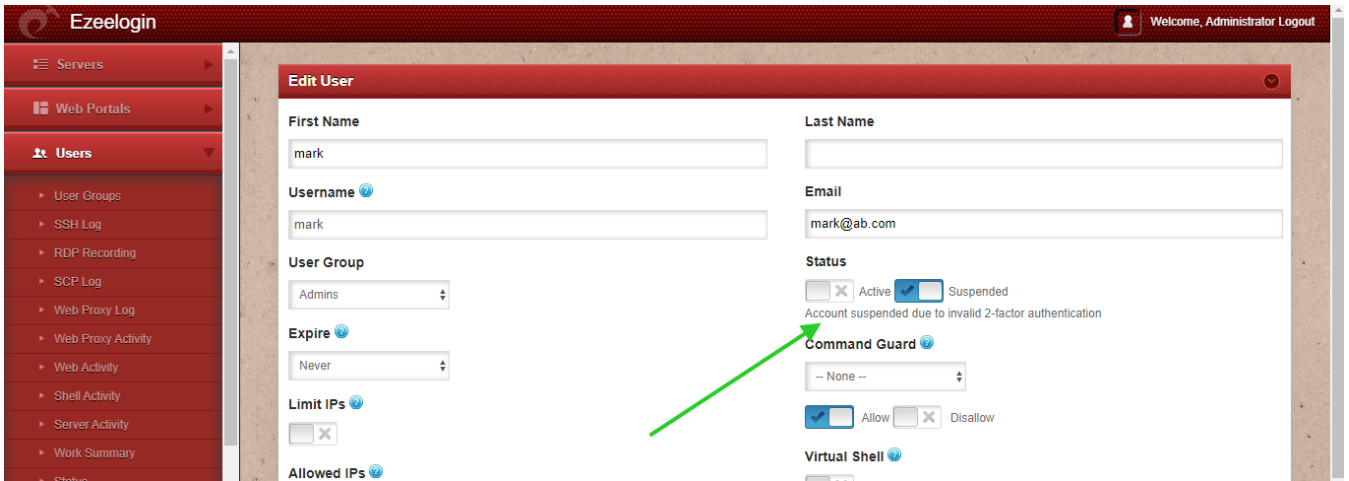 Ezeelogin
Welcome, Administrator Logout
Servers
Web Portals
Users
User Groups
SSH Log
RDP Recording
SCP Log
Web Proxy Log
Web Proxy Activity
Web Activity
Shell Activity
Server Activity
Work Summary
Status
Edit User
First Name
mark
Last Name
Username
mark
Email
mark@ab.com
User Group
Admins
Status
Active Suspended
Account suspended due to invalid 2-factor authentication
Expire
Never
Command Guard
-- None --
Allow Disallow
Limit IPs
Virtual Shell
Allowed IPs